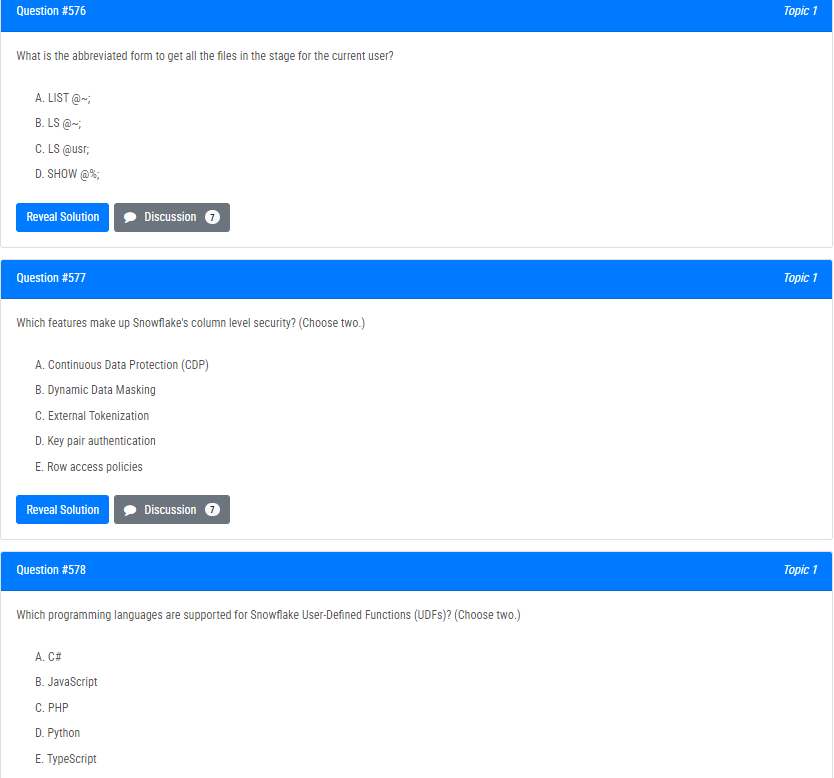 Question #576 Topic 1
What is the abbreviated form to get all the files in the stage for the current user?
A. LIST @~;
B. LS @~;
C. LS @usr;
D. SHOW @%;
Reveal Solution Discussion 7
Question #577 Topic 1
Which features make up Snowflake's column level security? (Choose two.)
A. Continuous Data Protection (CDP)
B. Dynamic Data Masking
C. External Tokenization
D. Key pair authentication
E. Row access policies
Reveal Solution Discussion 7
Question #578 Topic 1
Which programming languages are supported for Snowflake User-Defined Functions (UDFs)? (Choose two.)
A. C#
B. JavaScript
C. PHP
D. Python
E. TypeScript